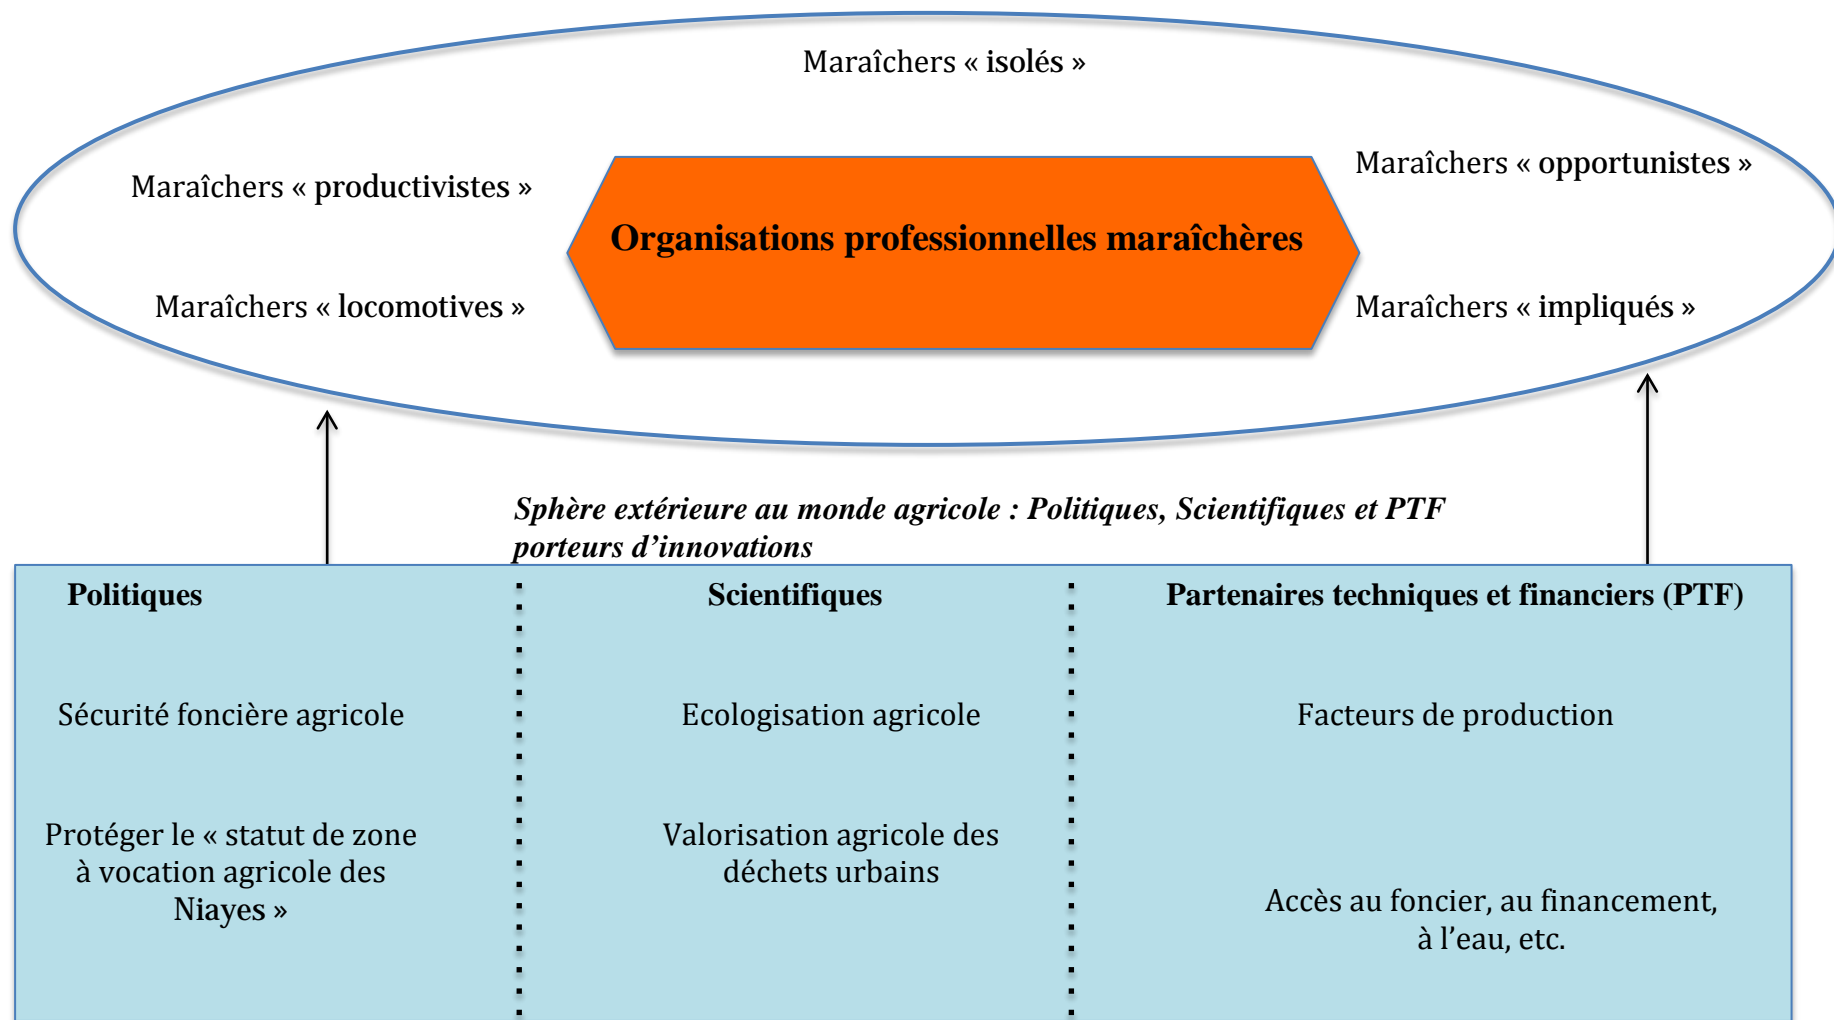 Maraîchers « isolés »
Maraîchers « opportunistes »
Maraîchers « productivistes »
Organisations professionnelles maraîchères
Maraîchers « locomotives »
Maraîchers « impliqués »
Sphère extérieure au monde agricole : Politiques, Scientifiques et PTF
porteurs d’innovations
Politiques
Sécurité foncière agricole
Protéger le « statut de zone
à vocation agricole des
Niayes »
Scientifiques
Ecologisation agricole
Valorisation agricole des
déchets urbains
Partenaires techniques et financiers (PTF)
Facteurs de production
Accès au foncier, au financement,
à l’eau, etc.